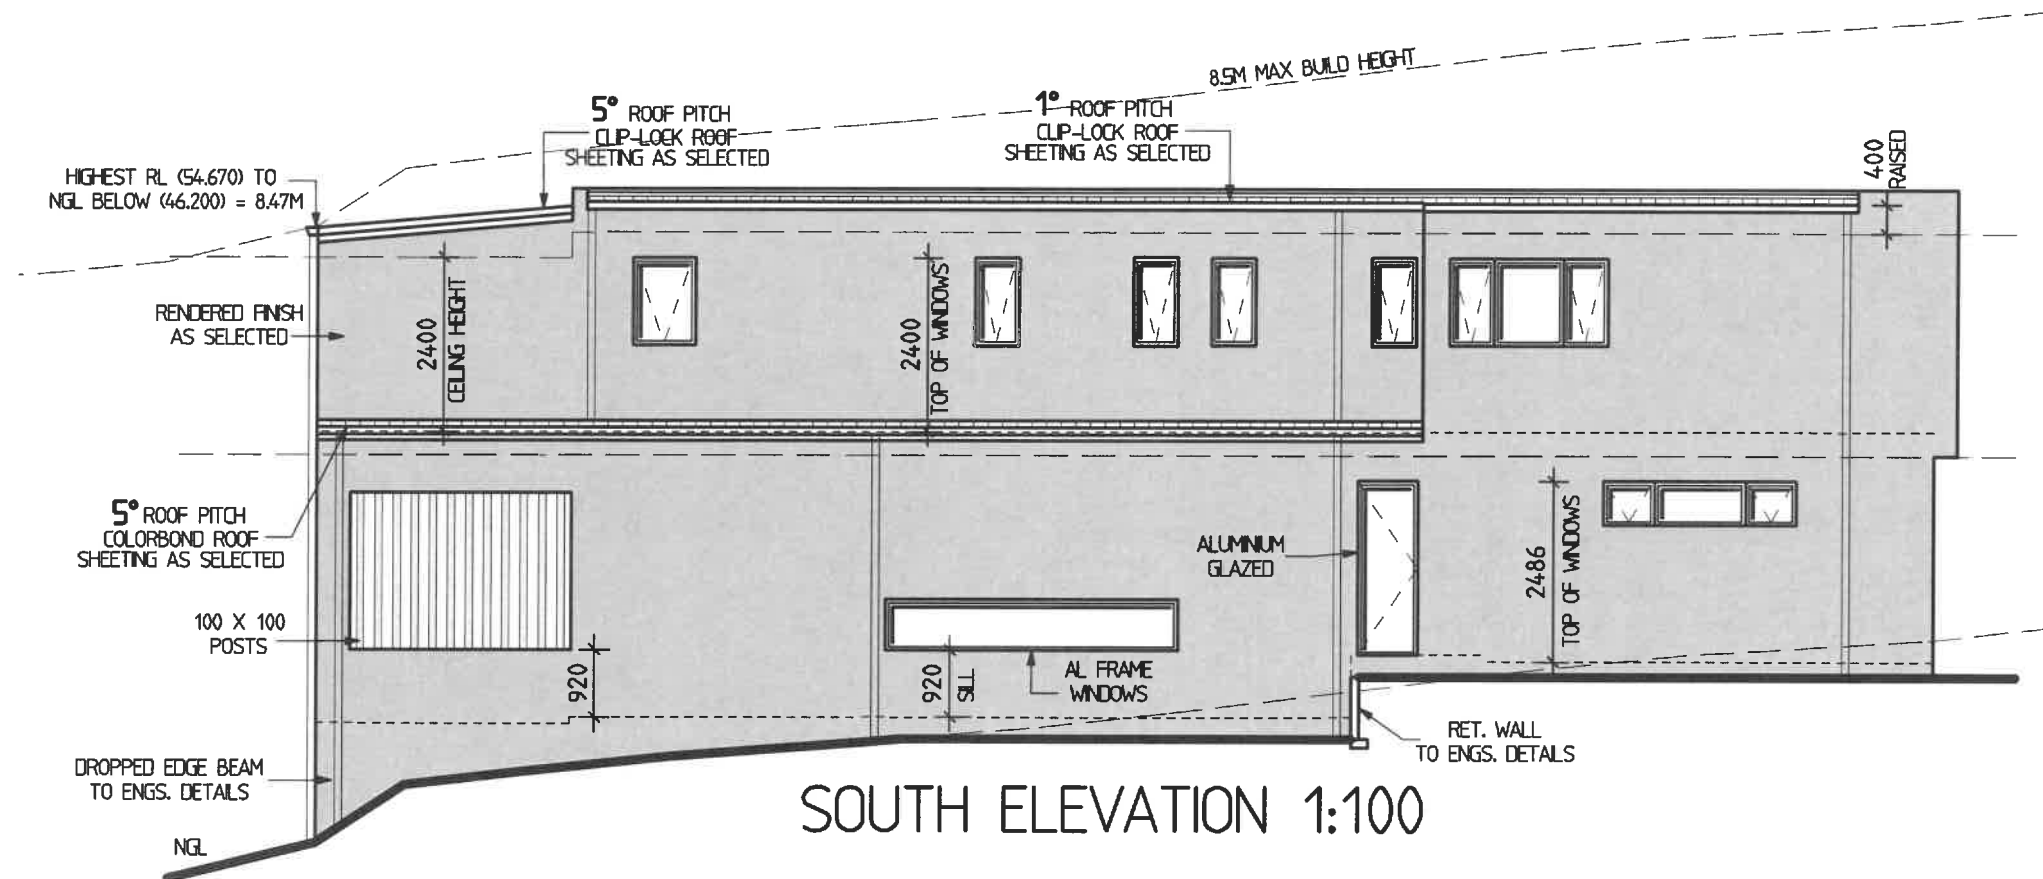 8.5M MAX BUILD HEIGHT
5° ROOF PITCH
CLIP-LOCK ROOF
SHEETING AS SELECTED
1° ROOF PITCH
CLIP-LOCK ROOF
SHEETING AS SELECTED
400
RAISED
HIGHEST RL (54.670) TO
NGL BELOW (46.200) = 8.47M
RENDERED FINISH
AS SELECTED
2400
CEILING HEIGHT
2400
TOP OF WINDOWS
5° ROOF PITCH
COLORBOND ROOF
SHEETING AS SELECTED
100 X 100
POSTS
920
920
SILL
AL FRAME
WINDOWS
ALUMINIUM
GLAZED
2486
TOP OF WINDOWS
RET. WALL
TO ENGS. DETAILS
DROPPED EDGE BEAM
TO ENGS. DETAILS
NGL
SOUTH ELEVATION 1:100